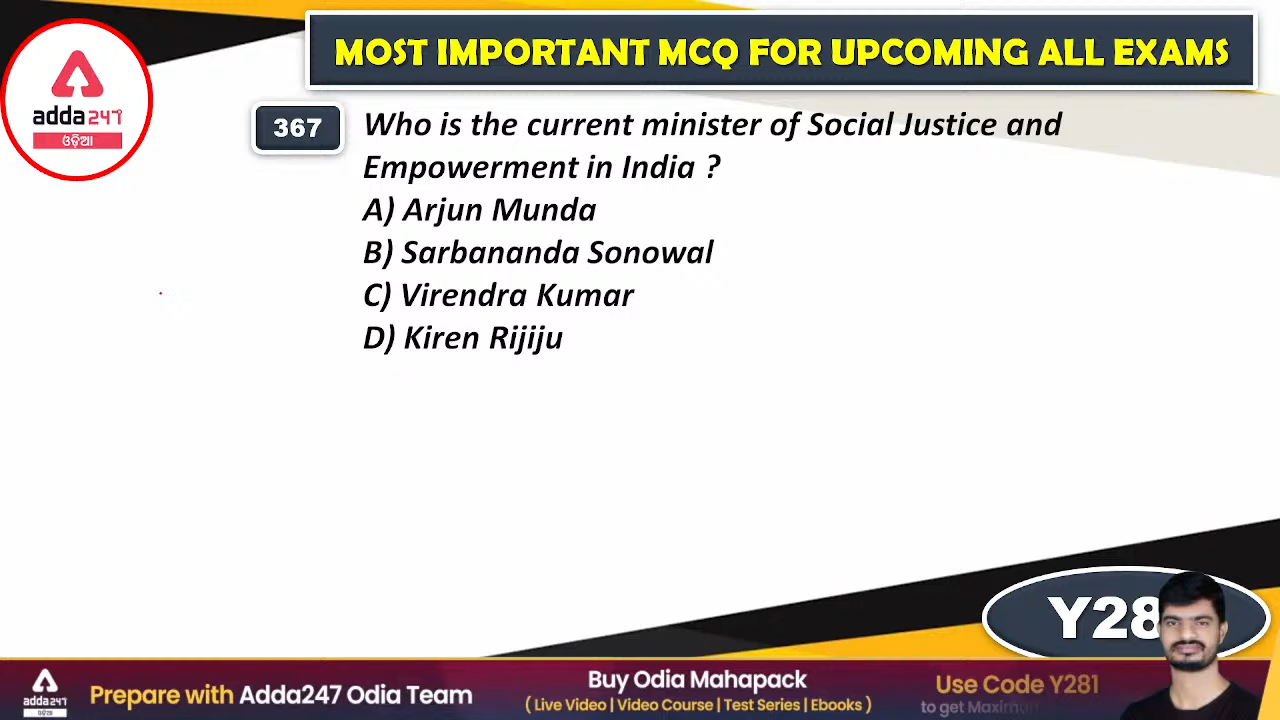 MOST IMPORTANT MCQ FOR UPCOMING ALL EXAMS
adda247
ଓଡ଼ିଆ
367
Who is the current minister of Social Justice and
Empowerment in India ?
A) Arjun Munda
B) Sarbananda Sonowal
C) Virendra Kumar
D) Kiren Rijiju
Y28
adda247
ଓଡ଼ିଆ
Prepare with Adda247 Odia Team
Buy Odia Mahapack
( Live Video | Video Course | Test Series | Ebooks )
Use Code Y281
to get